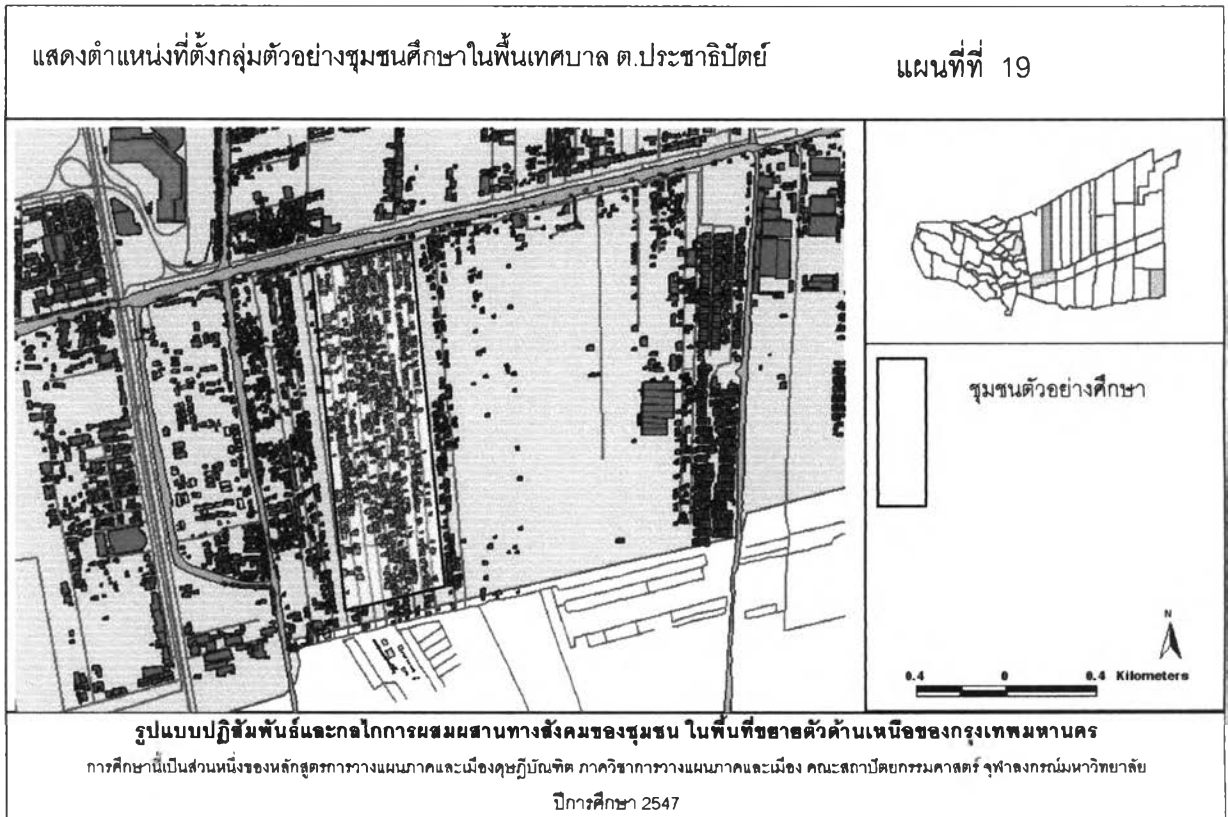 แสดงตำแหน่งที่ตั้งกลุ่มตัวอย่างชุมชนศึกษาในพื้นเทศบาล ต.ประชาธิปัตย์
แผนที่ที่ 19
ชุมชนตัวอย่างศึกษา
N
0.4 0 0.4 Kilometers
รูปแบบปฏิสัมพันธ์และกลไกการผสมผสานทางสังคมของชุมชน ในพื้นที่ขยายตัวด้านเหนือของกรุงเทพมหานคร
การศึกษานี้เป็นส่วนหนึ่งของหลักสูตรการวางแผนภาคและเมืองดุษฎีบัณฑิต ภาควิชาการวางแผนภาคและเมือง คณะสถาปัตยกรรมศาสตร์ จุฬาลงกรณ์มหาวิทยาลัย
ปีการศึกษา 2547